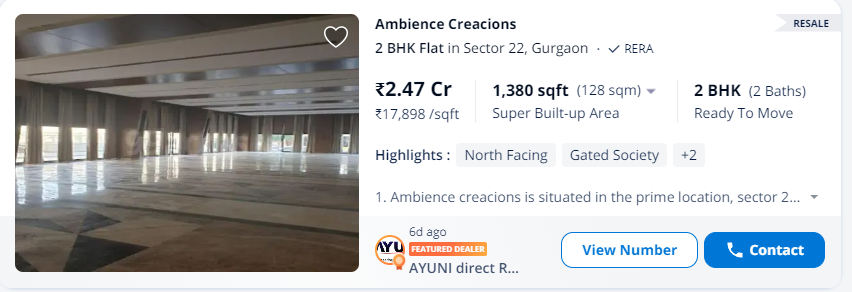 Ambience Creacions
RESALE
2 BHK Flat in Sector 22, Gurgaon · ✓ RERA
₹2.47 Cr
₹17,898 /sqft
1,380 sqft (128 sqm)
Super Built-up Area
2 BHK (2 Baths)
Ready To Move
Highlights : North Facing Gated Society +2
1. Ambience creacions is situated in the prime location, sector 2...
6d ago
AYU
FEATURED DEALER
AYUNI direct R...
View Number
Contact